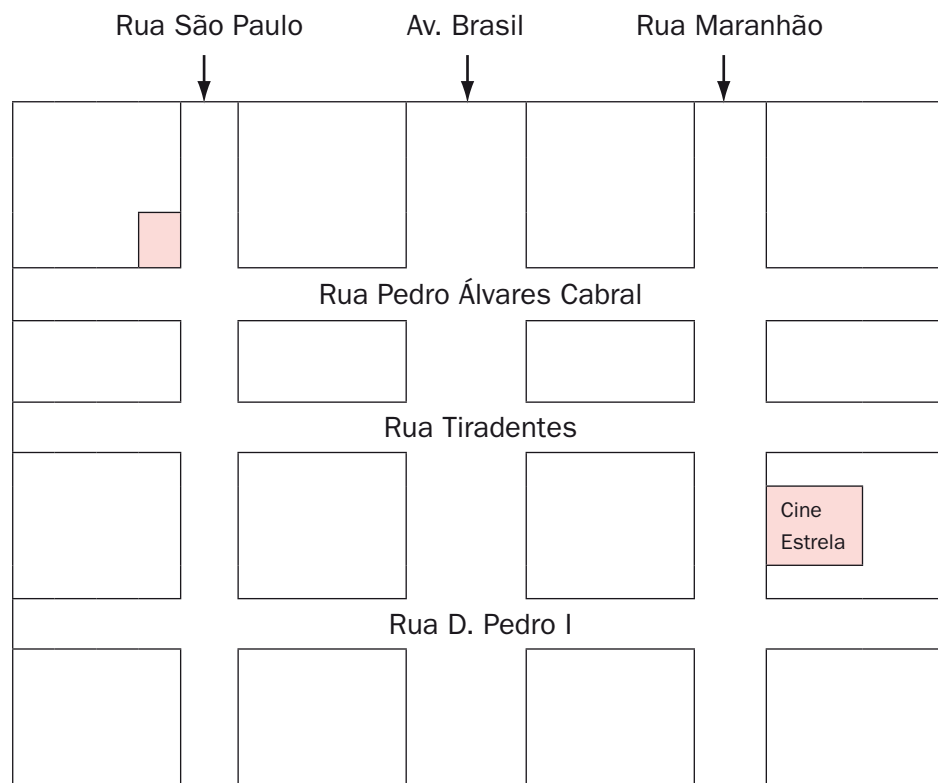 Rua São Paulo
Av. Brasil
Rua Maranhão
Rua Pedro Álvares Cabral
Rua Tiradentes
Cine
Estrela
Rua D. Pedro I